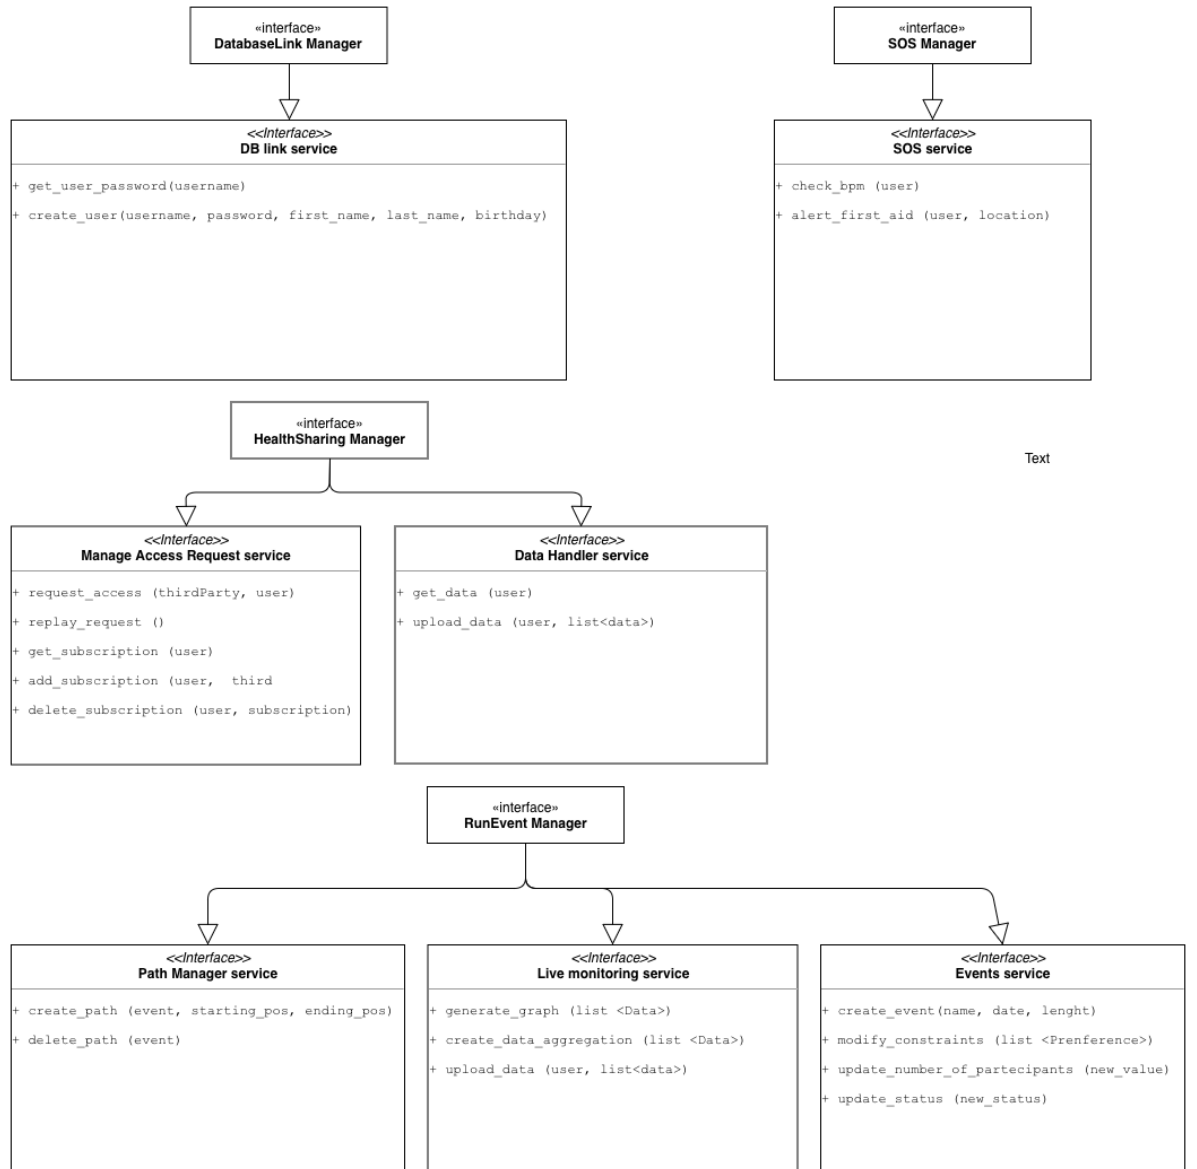 «interface»
DatabaseLink Manager
«interface»
SOS Manager
<<Interface>>
DB link service
+ get_user_password(username)
+ create_user(username, password, first_name, last_name, birthday)
<<Interface>>
SOS service
+ check_bpm (user)
+ alert_first_aid (user, location)
«interface»
HealthSharing Manager
Text
<<Interface>>
Manage Access Request service
+ request_access (thirdParty, user)
+ replay_request ()
+ get_subscription (user)
+ add_subscription (user,  third
+ delete_subscription (user, subscription)
<<Interface>>
Data Handler service
+ get_data (user)
+ upload_data (user, list<data>)
«interface»
RunEvent Manager
<<Interface>>
Path Manager service
+ create_path (event, starting_pos, ending_pos)
+ delete_path (event)
<<Interface>>
Live monitoring service
+ generate_graph (list <Data>)
+ create_data_aggregation (list <Data>)
+ upload_data (user, list<data>)
<<Interface>>
Events service
+ create_event(name, date, lenght)
+ modify_constraints (list <Prenference>)
+ update_number_of_partecipants (new_value)
+ update_status (new_status)